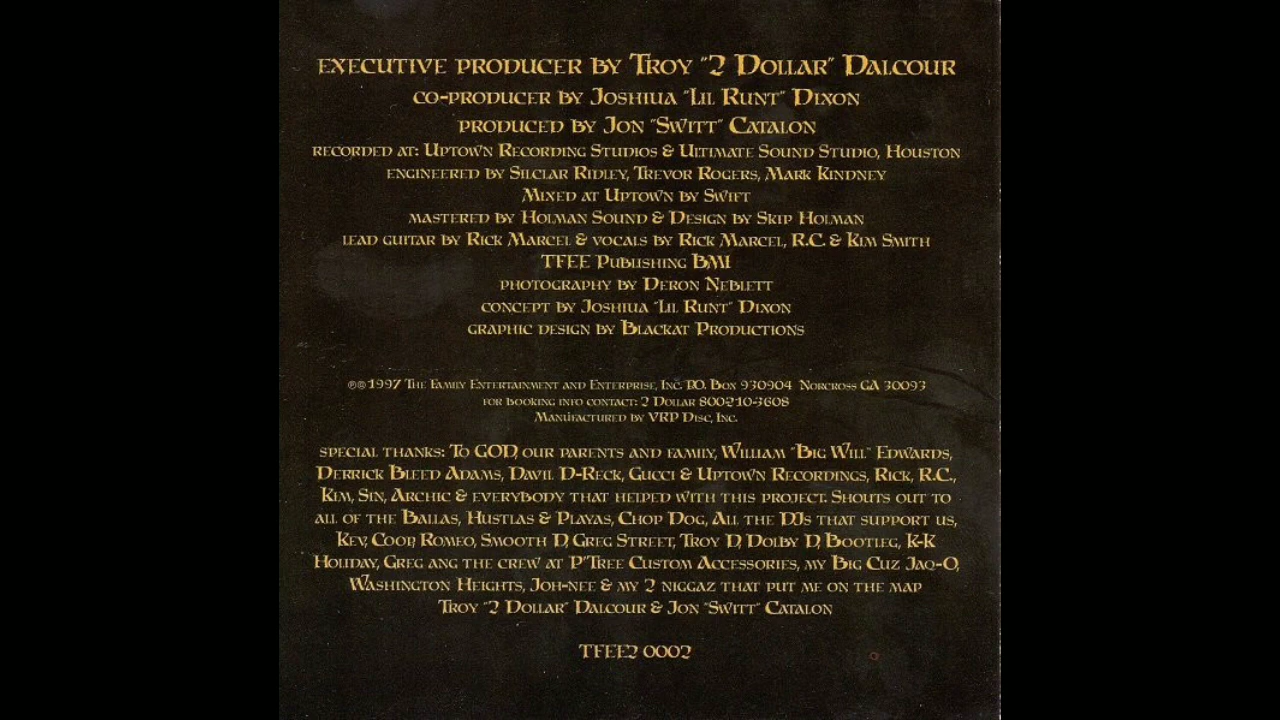 EXECUTIVE PRODUCER BY TROY "2 DOLLAR" DALCOUR
CO-PRODUCER BY JOSHUA "LIL RUNT" DIXON
PRODUCED BY JON "SWITT" CATALON
RECORDED AT: UPTOWN RECORDING STUDIOS & ULTIMATE SOUND STUDIO, HOUSTON
ENGINEERED BY SILCLAR RIDLEY, TREVOR ROGERS, MARK KINDNEY
MIXED AT UPTOWN BY SWIFT
MASTERED BY HOLMAN SOUND & DESIGN BY SKIP HOLMAN
LEAD GUITAR BY RICK MARCEL & VOCALS BY RICK MARCEL, R.C. & KIM SMITH
TFEE PUBLISHING BMI
PHOTOGRAPHY BY DERON NEBLETT
CONCEPT BY JOSHUA "LIL RUNT" DIXON
GRAPHIC DESIGN BY BLACKAT PRODUCTIONS
℗© 1997 THE FAMILY ENTERTAINMENT AND ENTERPRISE, INC. P.O. BOX 930904 NORCROSS GA 30093
FOR BOOKING INFO CONTACT: 2 DOLLAR 800210-3608
MANUFACTURED BY VRP DISC, INC.
SPECIAL THANKS: TO GOD, OUR PARENTS AND FAMILY, WILLIAM "BIG WILL" EDWARDS,
DERRICK BLEED ADAMS, DAVIL D-RECK, GUCCI & UPTOWN RECORDINGS, RICK, R.C.,
KIM, SIN, ARCHIC & EVERYBODY THAT HELPED WITH THIS PROJECT. SHOUTS OUT TO
ALL OF THE BALLAS, HUSTLAS & PLAYAS, CHOP DOG, ALL THE DJS THAT SUPPORT US,
KEV, COOP, ROMEO, SMOOTH D, GREG STREET, TROY D, DOLBY D, BOOTLEG, K-K
HOLIDAY, GREG ANG THE CREW AT P'TREE CUSTOM ACCESSORIES, MY BIG CUZ JAQ-O,
WASHINGTON HEIGHTS, JOH-NEE & MY 2 NIGGAZ THAT PUT ME ON THE MAP
TROY "2 DOLLAR" DALCOUR & JON "SWITT" CATALON
TFEE2 0002